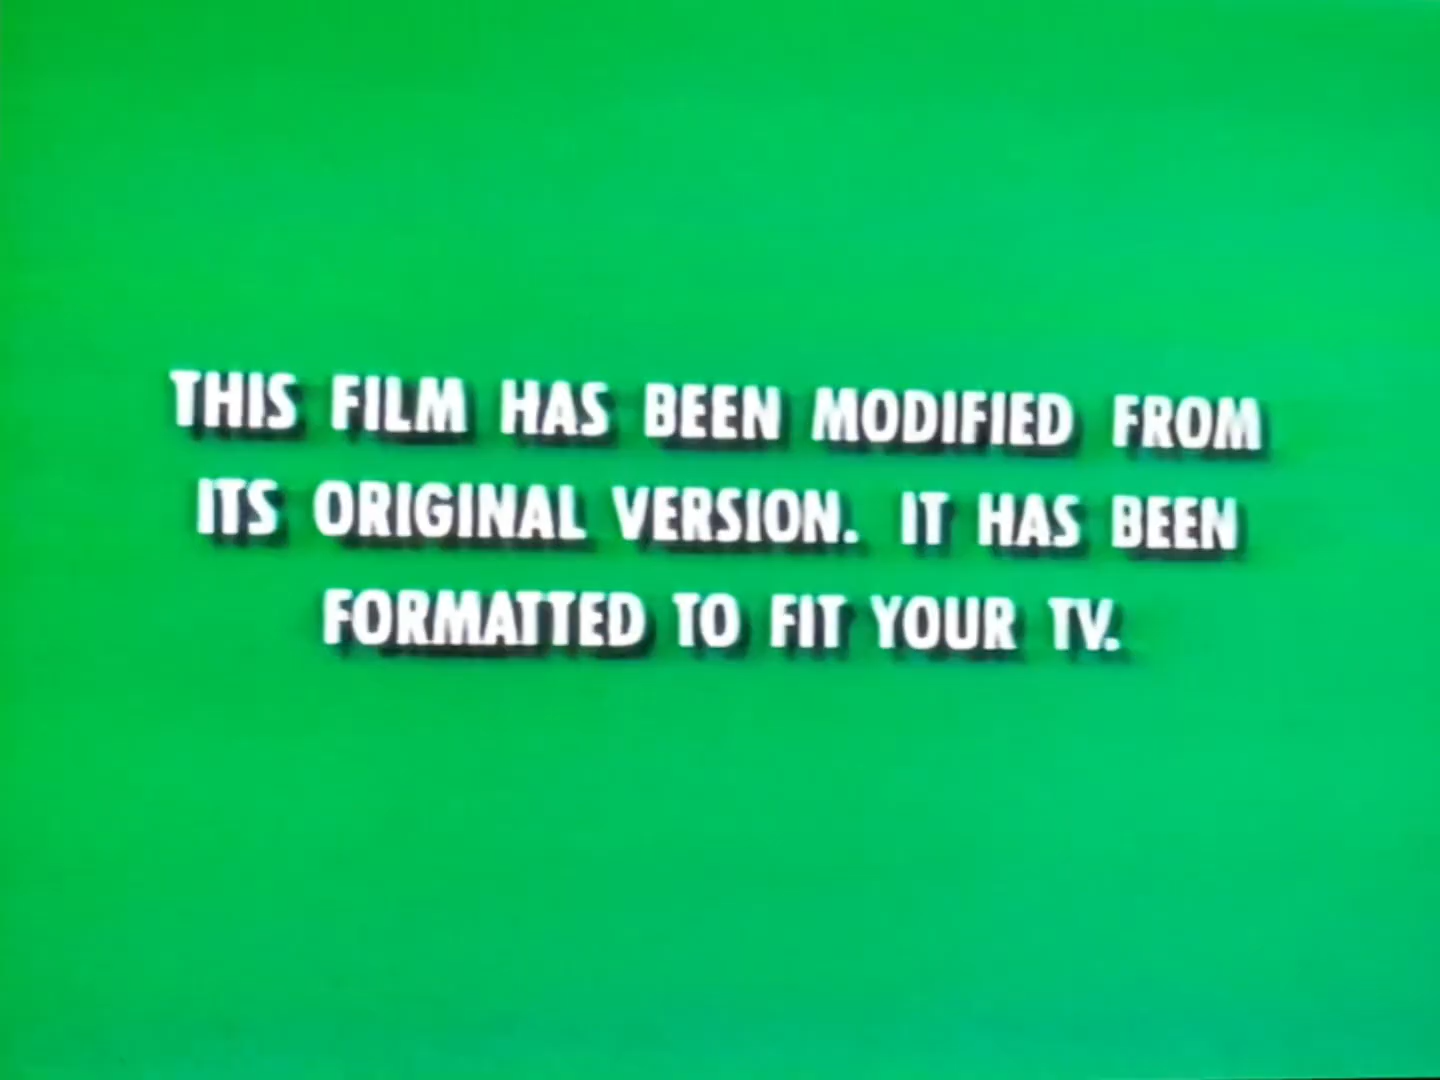 THIS FILM HAS BEEN MODIFIED FROM
ITS ORIGINAL VERSION. IT HAS BEEN
FORMATTED TO FIT YOUR TV.